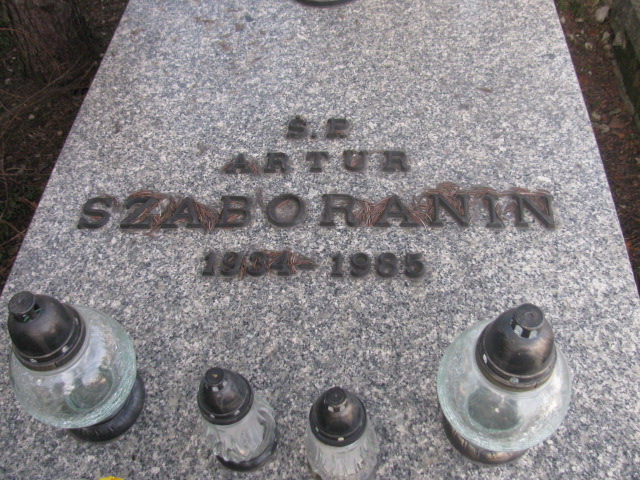 Ś.P.
ARTUR
SZABORANIN
1934-1985